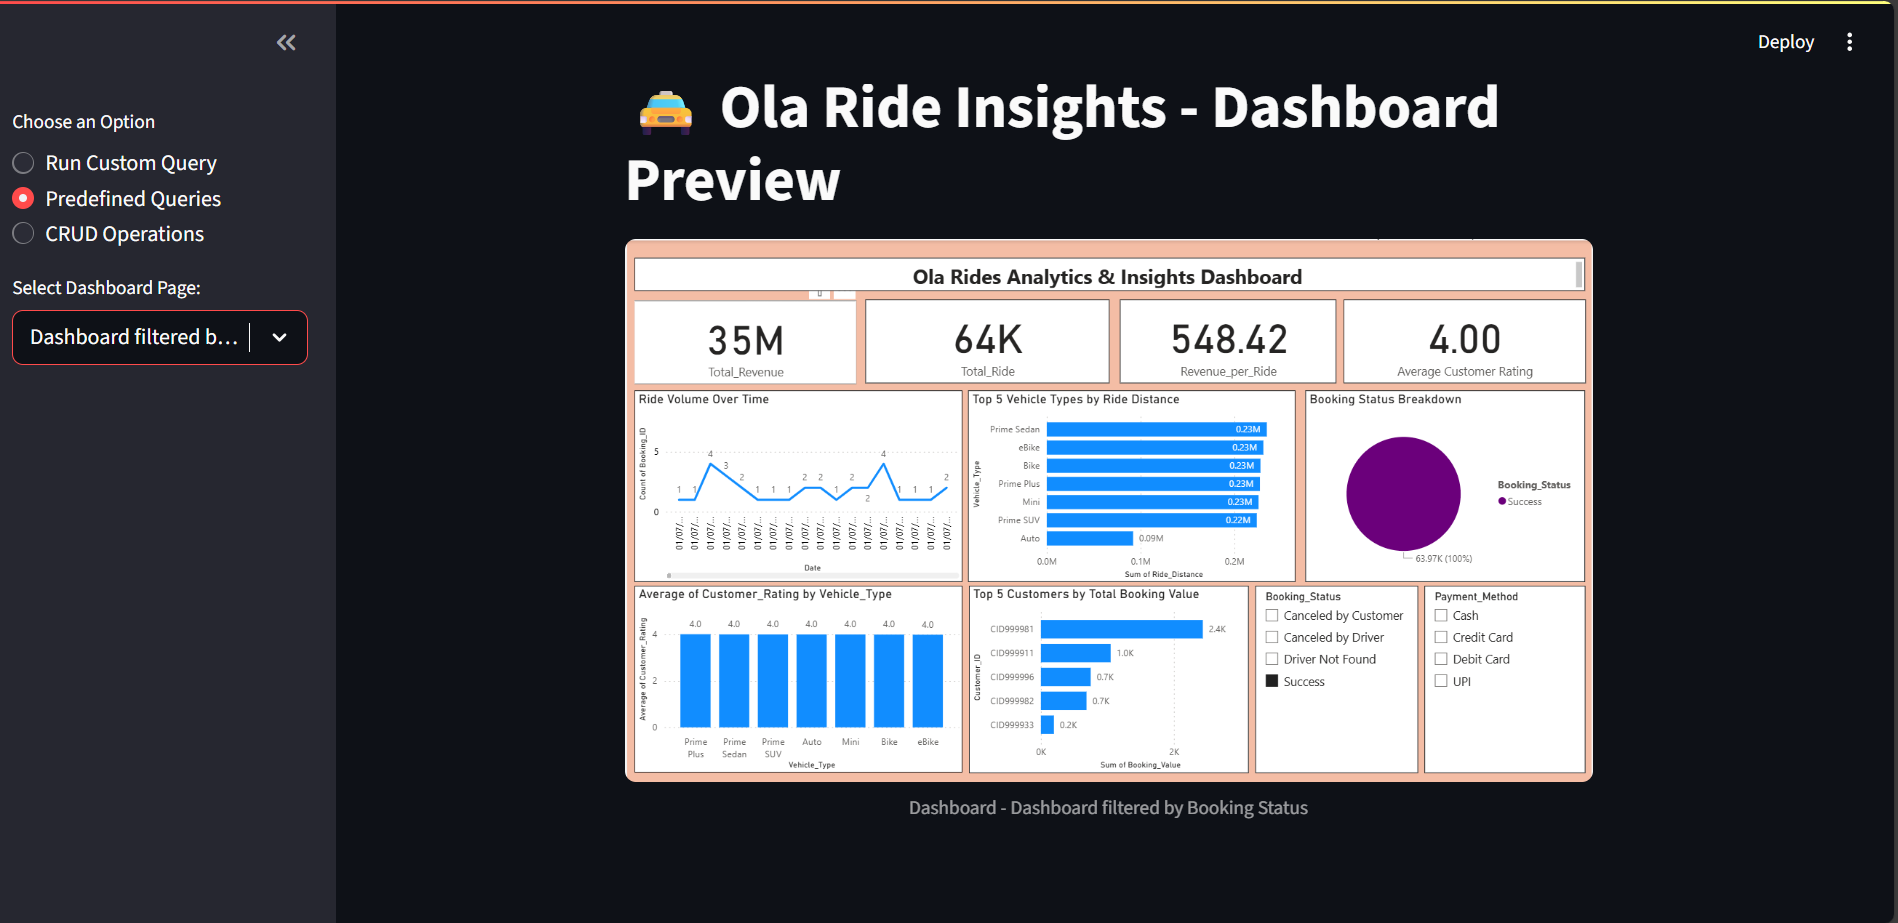 Deploy
Choose an Option
Run Custom Query
Predefined Queries
CRUD Operations
Select Dashboard Page:
Dashboard filtered b...
Ola Ride Insights - Dashboard
Preview
Ola Rides Analytics & Insights Dashboard
35M
Total_Revenue
64K
Total_Ride
548.42
Revenue_per_Ride
4.00
Average Customer Rating
Ride Volume Over Time
Count of Booking_ID
5
0
1 1 4 3 2 1 1 1 2 2 1 2 2 4 1 1 1 2
01/07/... 01/07/... 01/07/... 01/07/... 01/07/... 01/07/... 01/07/... 01/07/... 01/07/... 01/07/... 01/07/... 01/07/... 01/07/... 01/07/... 01/07/... 01/07/... 01/07/... 01/07/...
Date
Top 5 Vehicle Types by Ride Distance
Vehicle_Type
Prime Sedan 0.23M
eBike 0.23M
Bike 0.23M
Prime Plus 0.23M
Mini 0.23M
Prime SUV 0.22M
Auto 0.09M
0.0M 0.1M 0.2M
Sum of Ride_Distance
Booking Status Breakdown
Booking_Status
Success
63.97K (100%)
Average of Customer_Rating by Vehicle_Type
Average of Customer_Rating
4
2
0
4.0 4.0 4.0 4.0 4.0 4.0 4.0
Prime Plus
Prime Sedan
Prime SUV
Auto
Mini
Bike
eBike
Vehicle_Type
Top 5 Customers by Total Booking Value
Customer_ID
CID999981 2.4K
CID999911 1.0K
CID999996 0.7K
CID999982 0.7K
CID999933 0.2K
0K 2K
Sum of Booking_Value
Booking_Status
Canceled by Customer
Canceled by Driver
Driver Not Found
Success
Payment_Method
Cash
Credit Card
Debit Card
UPI
Dashboard - Dashboard filtered by Booking Status